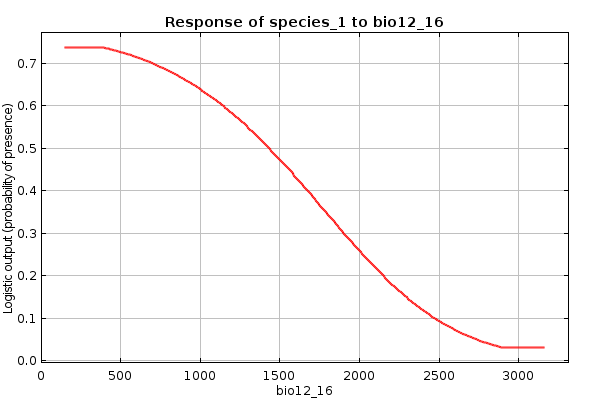 Response of species_1 to bio12_16
Logistic output (probability of presence)
0.7
0.6
0.5
0.4
0.3
0.2
0.1
0.0
0 500 1000 1500 2000 2500 3000
bio12_16